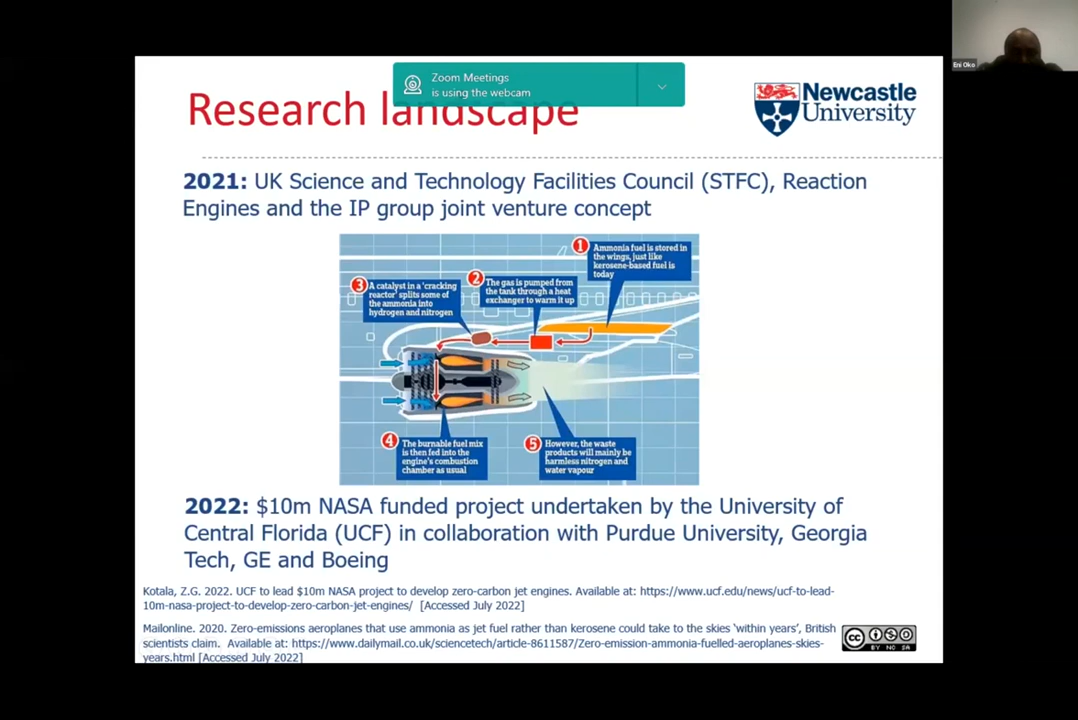 Zoom Meetings
is using the webcam
Eni Oko
Research landscape
Newcastle
University
2021: UK Science and Technology Facilities Council (STFC), Reaction
Engines and the IP group joint venture concept
1
Ammonia fuel is stored in
the wings, just like
kerosene-based fuel is
today
2
The gas is pumped from
the tank through a heat
exchanger to warm it up
3
A catalyst in a 'cracking
reactor' splits some of
the ammonia into
hydrogen and nitrogen
4
The burnable fuel mix
is then fed into the
engine's combustion
chamber as usual
5
However, the waste
products will mainly be
harmless nitrogen and
water vapour
2022: $10m NASA funded project undertaken by the University of
Central Florida (UCF) in collaboration with Purdue University, Georgia
Tech, GE and Boeing
Kotala, Z.G. 2022. UCF to lead $10m NASA project to develop zero-carbon jet engines. Available at: https://www.ucf.edu/news/ucf-to-lead-
10m-nasa-project-to-develop-zero-carbon-jet-engines/ [Accessed July 2022]
Mailonline. 2020. Zero-emissions aeroplanes that use ammonia as jet fuel rather than kerosene could take to the skies ‘within years’, British
scientists claim. Available at: https://www.dailymail.co.uk/sciencetech/article-8611587/Zero-emission-ammonia-fuelled-aeroplanes-skies-
years.html [Accessed July 2022]
cc
BY NC SA